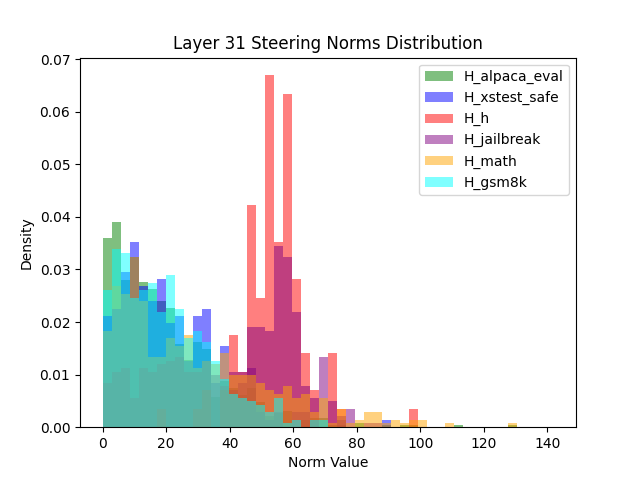 Layer 31 Steering Norms Distribution
0.07
0.06
0.05
0.04
0.03
0.02
0.01
0.00
Density
0 20 40 60 80 100 120 140
Norm Value
H_alpaca_eval
H_xstest_safe
H_h
H_jailbreak
H_math
H_gsm8k